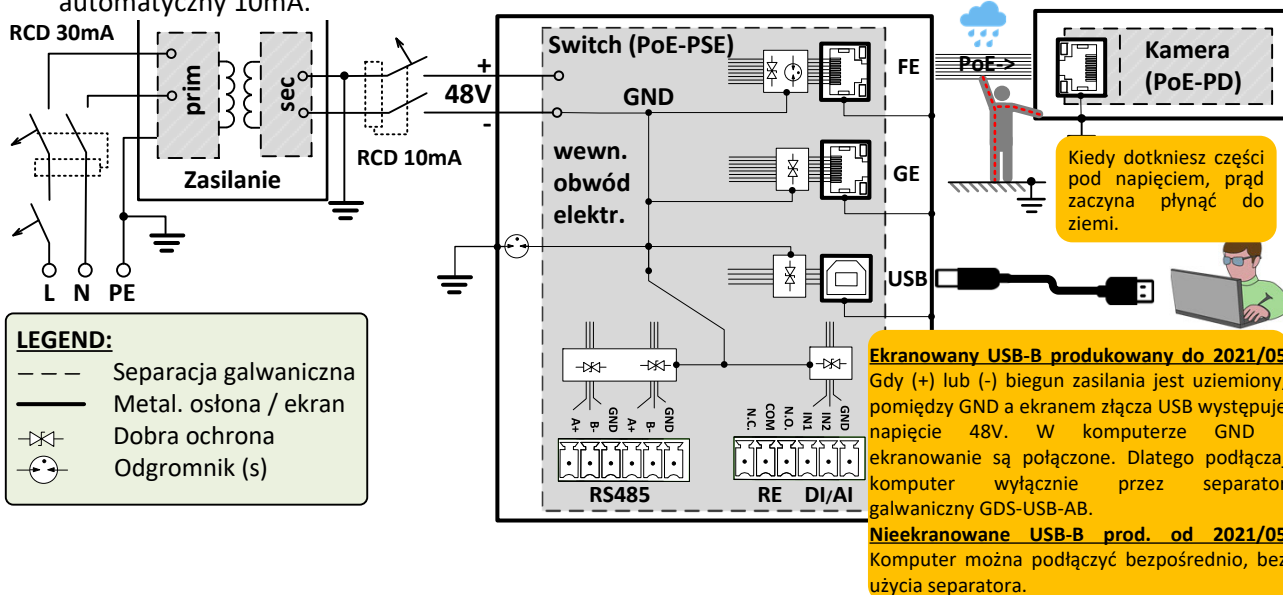 automatyczny 10mA.
RCD 30mA
prim
sec
Zasilanie
L N PE
RCD 10mA
+
48V
-
Switch (PoE-PSE)
GND
wewn.
obwód
elektr.
FE
GE
USB
PoE->
Kamera
(PoE-PD)
Kiedy dotkniesz części
pod napięciem, prąd
zaczyna płynąć do
ziemi.
A+ B- GND A+ B- GND
RS485
N.C. COM N.O. IN1 IN2 GND
RE DI/AI
LEGEND:
Separacja galwaniczna
Metal. osłona / ekran
Dobra ochrona
Odgromnik (s)
Ekranowany USB-B produkowany do 2021/05
Gdy (+) lub (-) biegun zasilania jest uziemiony,
pomiędzy GND a ekranem złącza USB występuje
napięcie 48V. W komputerze GND
ekranowanie są połączone. Dlatego podłączaj
komputer wyłącznie przez separator
galwaniczny GDS-USB-AB.
Nieekranowane USB-B prod. od 2021/05
Komputer można podłączyć bezpośrednio, bez
użycia separatora.